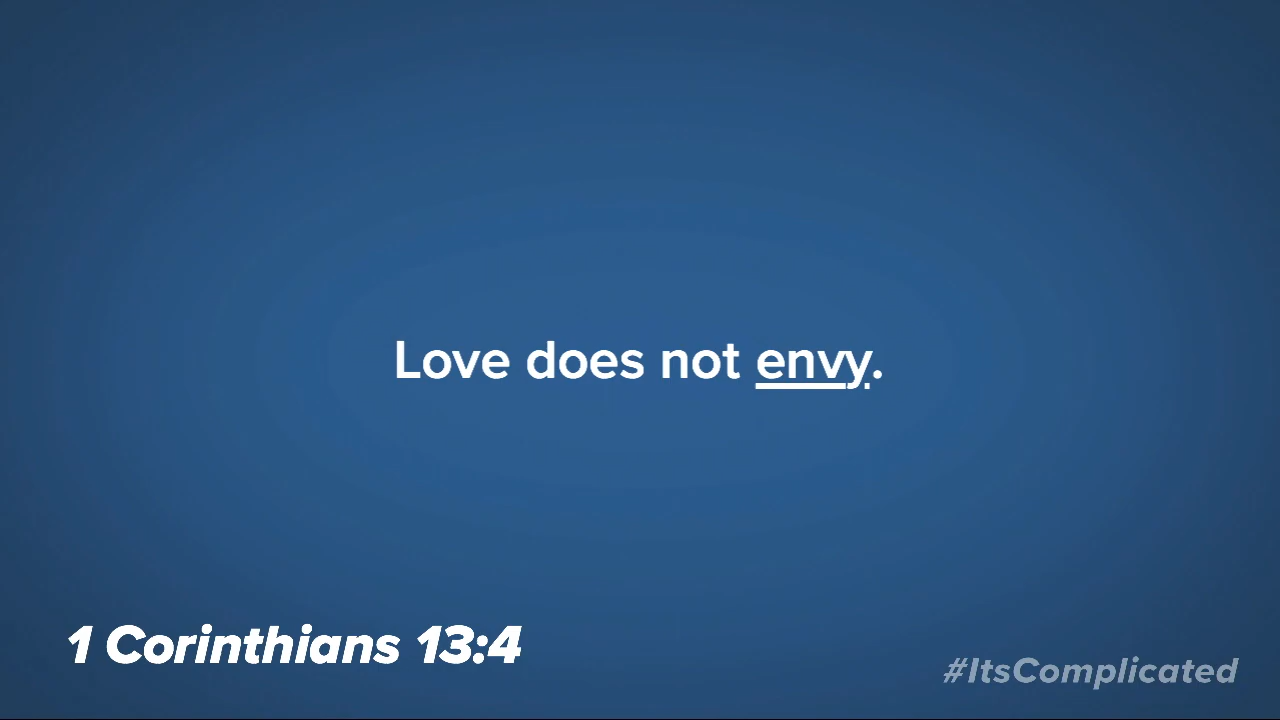 Love does not envy.
1 Corinthians 13:4
#ItsComplicated